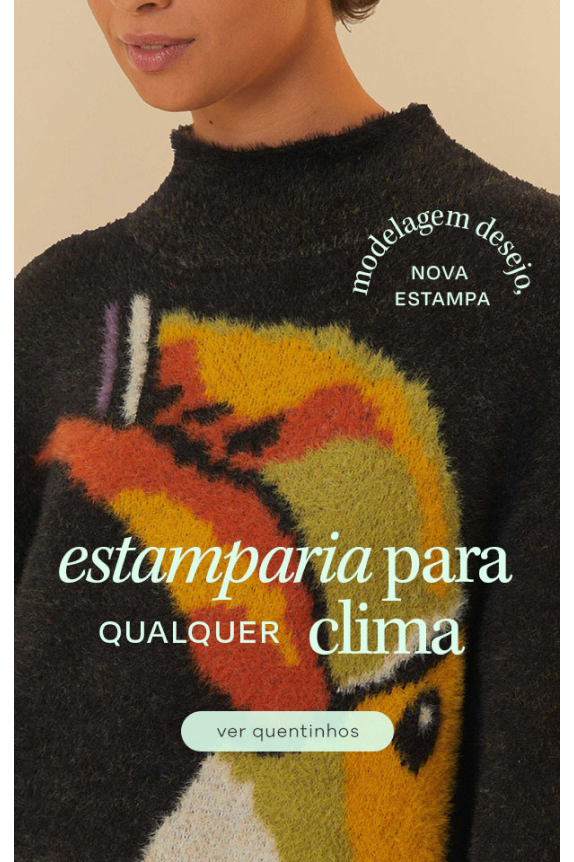 modelagem desejo,
NOVA
ESTAMPA
estamparia para
QUALQUER clima
ver quentinhos